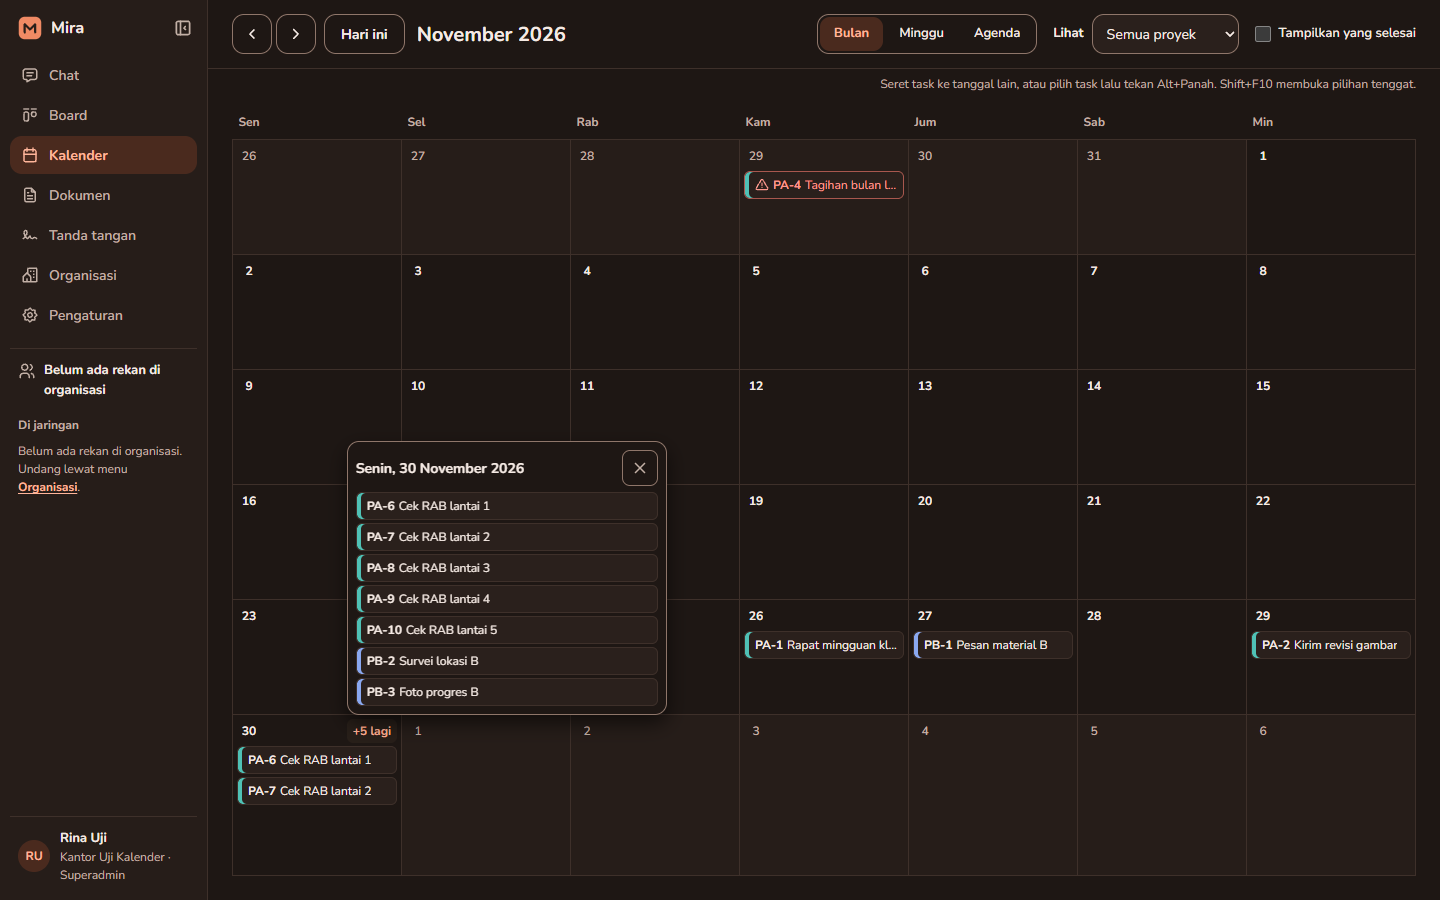 Mira
Chat
Board
Kalender
Dokumen
Tanda tangan
Organisasi
Pengaturan
Belum ada rekan di
organisasi
Di jaringan
Belum ada rekan di organisasi.
Undang lewat menu
Organisasi.
RU
Rina Uji
Kantor Uji Kalender ·
Superadmin
Hari ini
November 2026
Bulan Minggu Agenda
Lihat
Semua proyek
Tampilkan yang selesai
Seret task ke tanggal lain, atau pilih task lalu tekan Alt+Panah. Shift+F10 membuka pilihan tenggat.
Sen Sel Rab Kam Jum Sab Min
26 27 28 29 30 31 1
PA-4 Tagihan bulan l...
2 3 4 5 6 7 8
9 10 11 12 13 14 15
16 19 20 21 22
Senin, 30 November 2026
PA-6 Cek RAB lantai 1
PA-7 Cek RAB lantai 2
PA-8 Cek RAB lantai 3
PA-9 Cek RAB lantai 4
PA-10 Cek RAB lantai 5
PB-2 Survei lokasi B
PB-3 Foto progres B
23 26 27 28 29
PA-1 Rapat mingguan kl...
PB-1 Pesan material B
PA-2 Kirim revisi gambar
30 +5 lagi 1 2 3 4 5 6
PA-6 Cek RAB lantai 1
PA-7 Cek RAB lantai 2